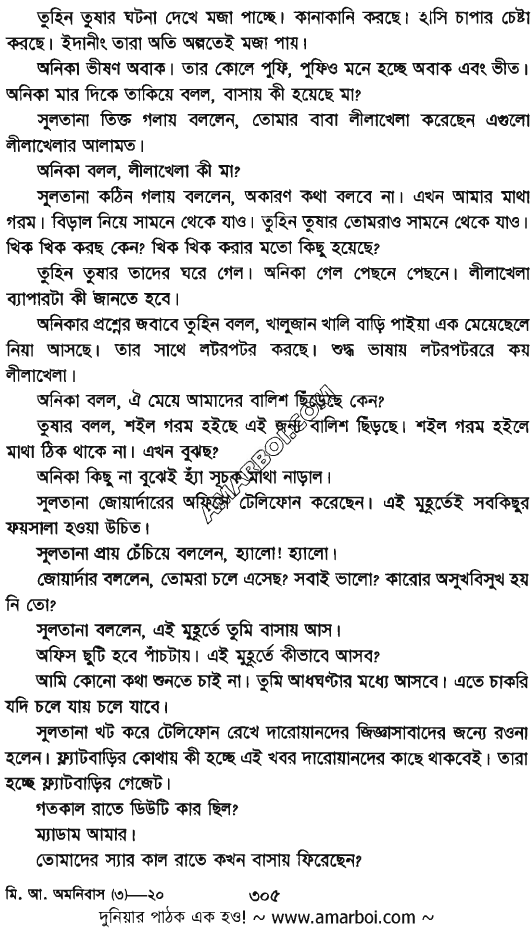 তুহিন তুষার ঘটনা দেখে মজা পাচ্ছে। কানাকানি করছে। হাসি চাপার চেষ্টা
করছে। ইদানীং তারা অতি অল্পতেই মজা পায়।
অনিকা ভীষণ অবাক। তার কোলে পুফি, পুফিও মনে হচ্ছে অবাক এবং ভীত।
অনিকা মার দিকে তাকিয়ে বলল, বাসায় কী হয়েছে মা?
সুলতানা তিক্ত গলায় বললেন, তোমার বাবা লীলাখেলা করেছেন এগুলো
লীলাখেলার আলামত।
অনিকা বলল, লীলাখেলা কী মা?
সুলতানা কঠিন গলায় বললেন, অকারণ কথা বলবে না। এখন আমার মাথা
গরম। বিড়াল নিয়ে সামনে থেকে যাও। তুহিন তুষার তোমরাও সামনে থেকে যাও।
খিক খিক করছ কেন? খিক খিক করার মতো কিছু হয়েছে?
তুহিন তুষার তাদের ঘরে গেল। অনিকা গেল পেছনে পেছনে। লীলাখেলা
ব্যাপারটা কী জানতে হবে।
অনিকার প্রশ্নের জবাবে তুহিন বলল, খালুজান খালি বাড়ি পাইয়া এক মেয়েছেলে
নিয়া আসছে। তার সাথে লটরপটর করছে। শুদ্ধ ভাষায় লটরপটররে কয়
লীলাখেলা।
অনিকা বলল, ঐ মেয়ে আমাদের বালিশ ছিঁড়েছে কেন?
তুষার বলল, শইল গরম হইছে এই জন্য বালিশ ছিঁড়ছে। শইল গরম হইলে
মাথা ঠিক থাকে না। এখন বুঝছ?
অনিকা কিছু না বুঝেই হ্যাঁ সূচক মাথা নাড়াল।
সুলতানা জোয়ার্দারের অফিসে টেলিফোন করেছেন। এই মুহূর্তেই সবকিছুর
ফয়সালা হওয়া উচিত।
সুলতানা প্রায় চেঁচিয়ে বললেন, হ্যালো! হ্যালো।
জোয়ার্দার বললেন, তোমরা চলে এসেছ? সবাই ভালো? কারোর অসুখবিসুখ হয়
নি তো?
সুলতানা বললেন, এই মুহূর্তে তুমি বাসায় আস।
অফিস ছুটি হবে পাঁচটায়। এই মুহূর্তে কীভাবে আসব?
আমি কোনো কথা শুনতে চাই না। তুমি আধঘণ্টার মধ্যে আসবে। এতে চাকরি
যদি চলে যায় চলে যাবে।
সুলতানা খট করে টেলিফোন রেখে দারোয়ানদের জিজ্ঞাসাবাদের জন্যে রওনা
হলেন। ফ্ল্যাটবাড়ির কোথায় কী হচ্ছে এই খবর দারোয়ানদের কাছে থাকবেই। তারা
হচ্ছে ফ্ল্যাটবাড়ির গেজেট।
গতকাল রাতে ডিউটি কার ছিল?
ম্যাডাম আমার।
তোমাদের স্যার কাল রাতে কখন বাসায় ফিরেছেন?
মি. আ. অমনিবাস (৩)—২০
৩০৫
দুনিয়ার পাঠক এক হও! ~ www.amarboi.com ~
AMARBOI.COM